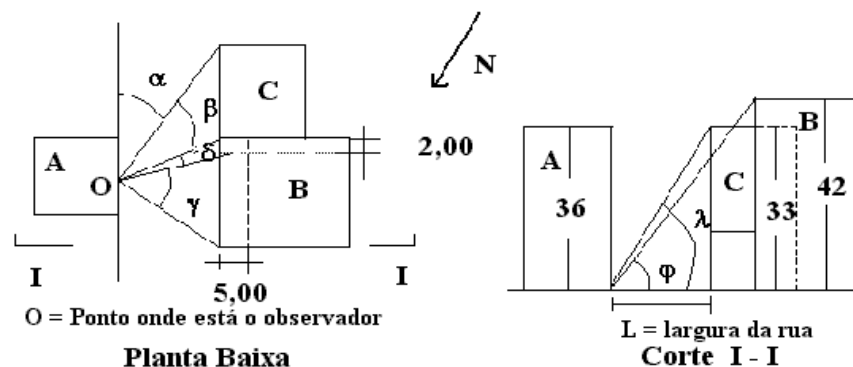 α
β
C
N
A
O
δ
γ
B
2,00
I
I
5,00
O = Ponto onde está o observador
Planta Baixa
A
36
B
C
λ
33
42
φ
L = largura da rua
Corte I - I